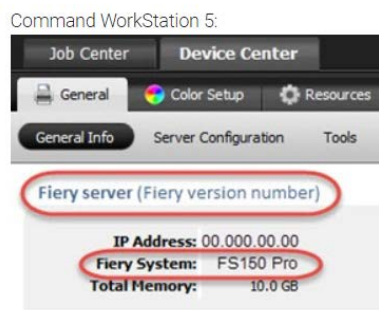 Command WorkStation 5:
Job Center Device Center
General Color Setup Resources
General Info Server Configuration Tools
Fiery server (Fiery version number)
IP Address: 00.000.00.00
Fiery System: FS150 Pro
Total Memory: 10.0 GB